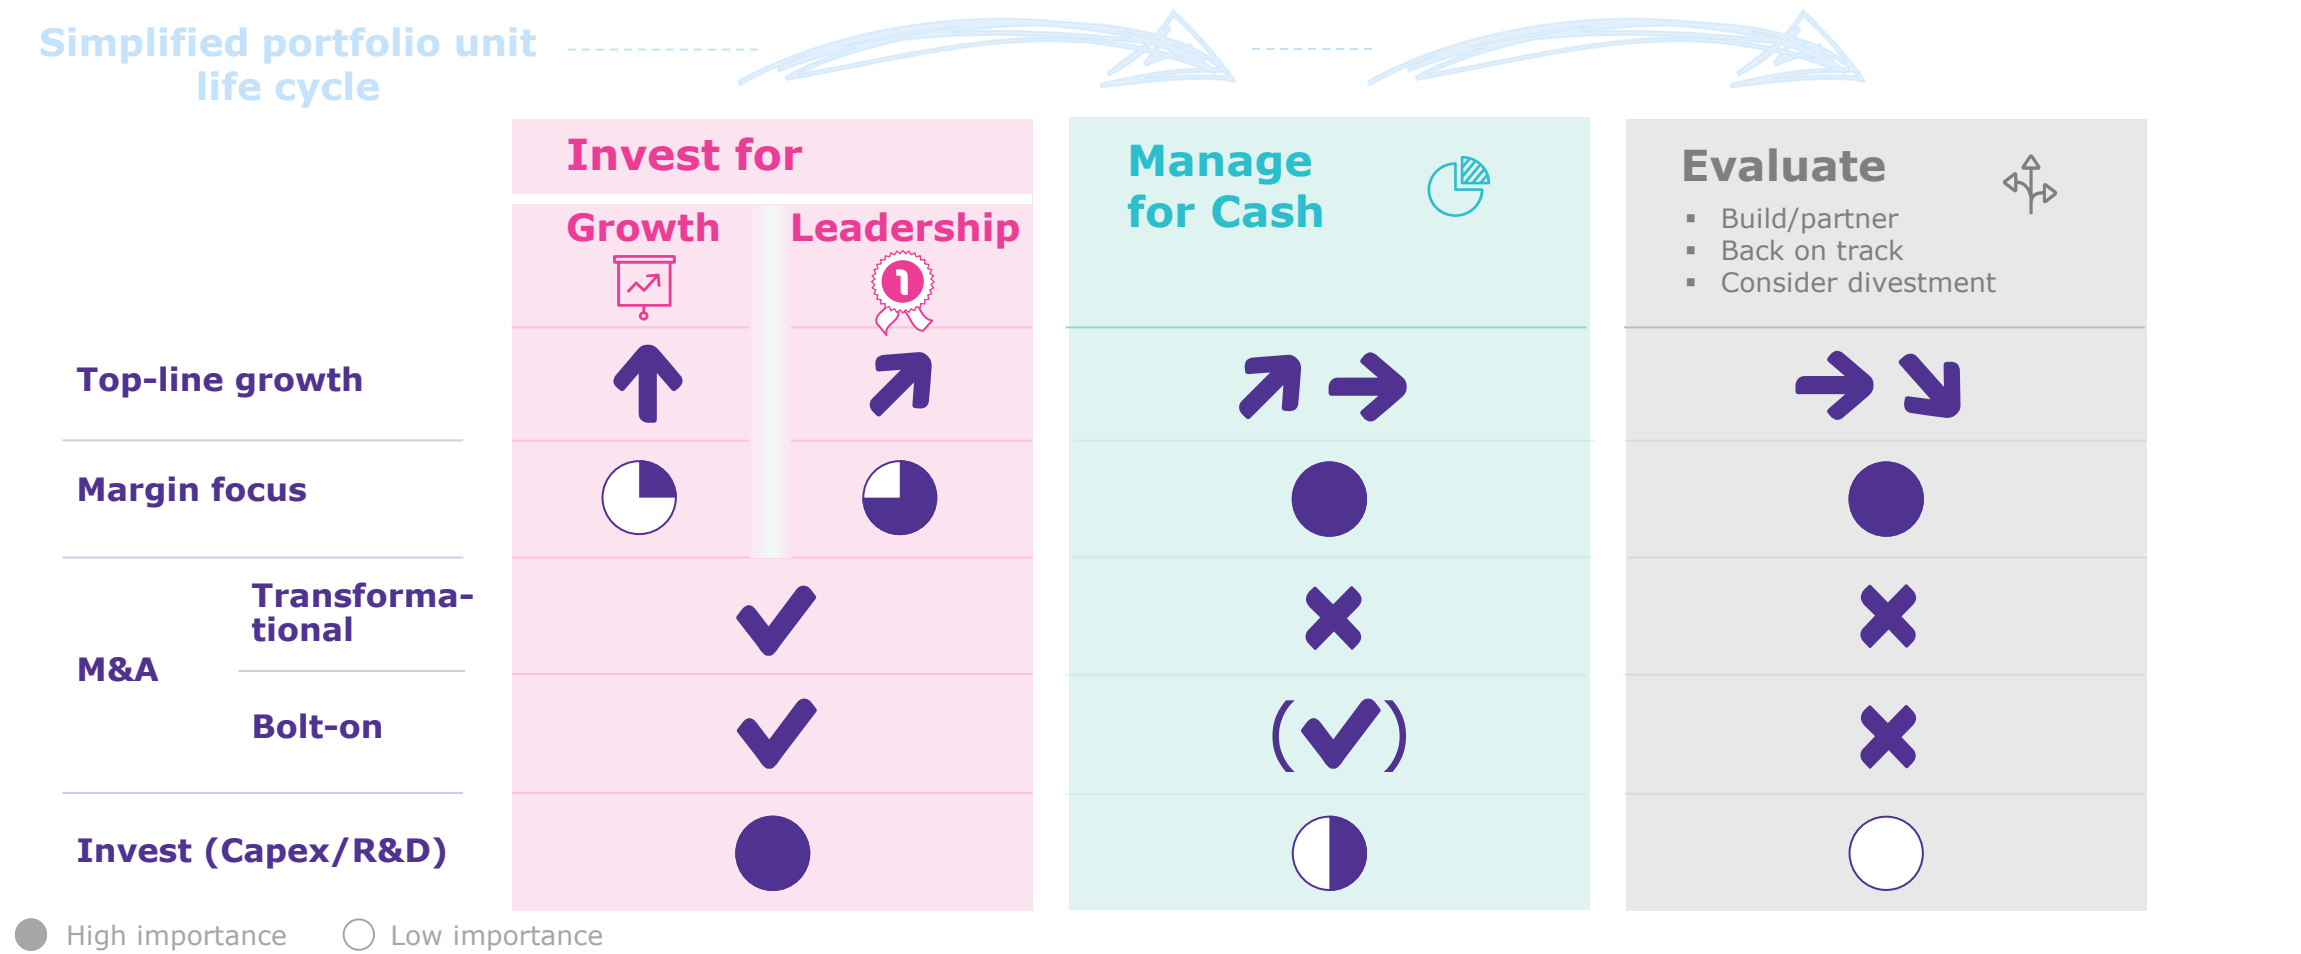 Simplified portfolio unit
life cycle
Invest for
Growth
Leadership
1
Manage
for Cash
Evaluate
▪ Build/partner
▪ Back on track
▪ Consider divestment
Top-line growth
Margin focus
M&A
Transforma-
tional
Bolt-on
( )
Invest (Capex/R&D)
High importance
Low importance